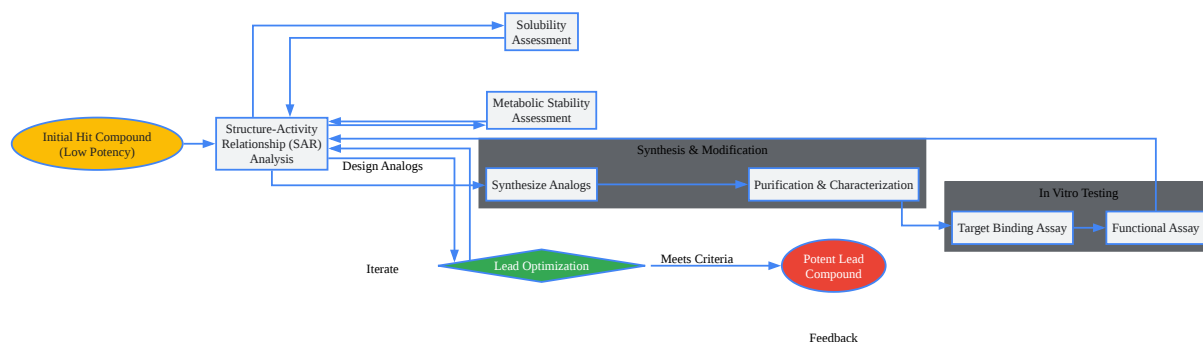 Solubility
Assessment
Metabolic Stability
Assessment
Initial Hit Compound
(Low Potency)
Structure-Activity
Relationship (SAR)
Analysis
Design Analogs
Synthesis & Modification
Synthesize Analogs
Purification & Characterization
In Vitro Testing
Target Binding Assay
Functional Assay
Iterate
Lead Optimization
Meets Criteria
Potent Lead
Compound
Feedback